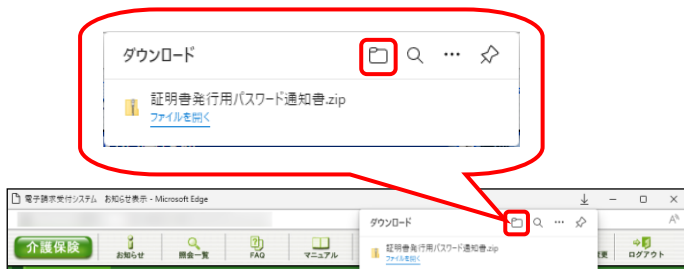 ダウンロード
証明書発行用パスワード通知書.zip
ファイルを開く
電子請求受付システム お知らせ表示 - Microsoft Edge
ダウンロード
介護保険 お知らせ 照会一覧 FAQ マニュアル 証明書発行用パスワード通知書.zip 更 ログアウト
ファイルを開く